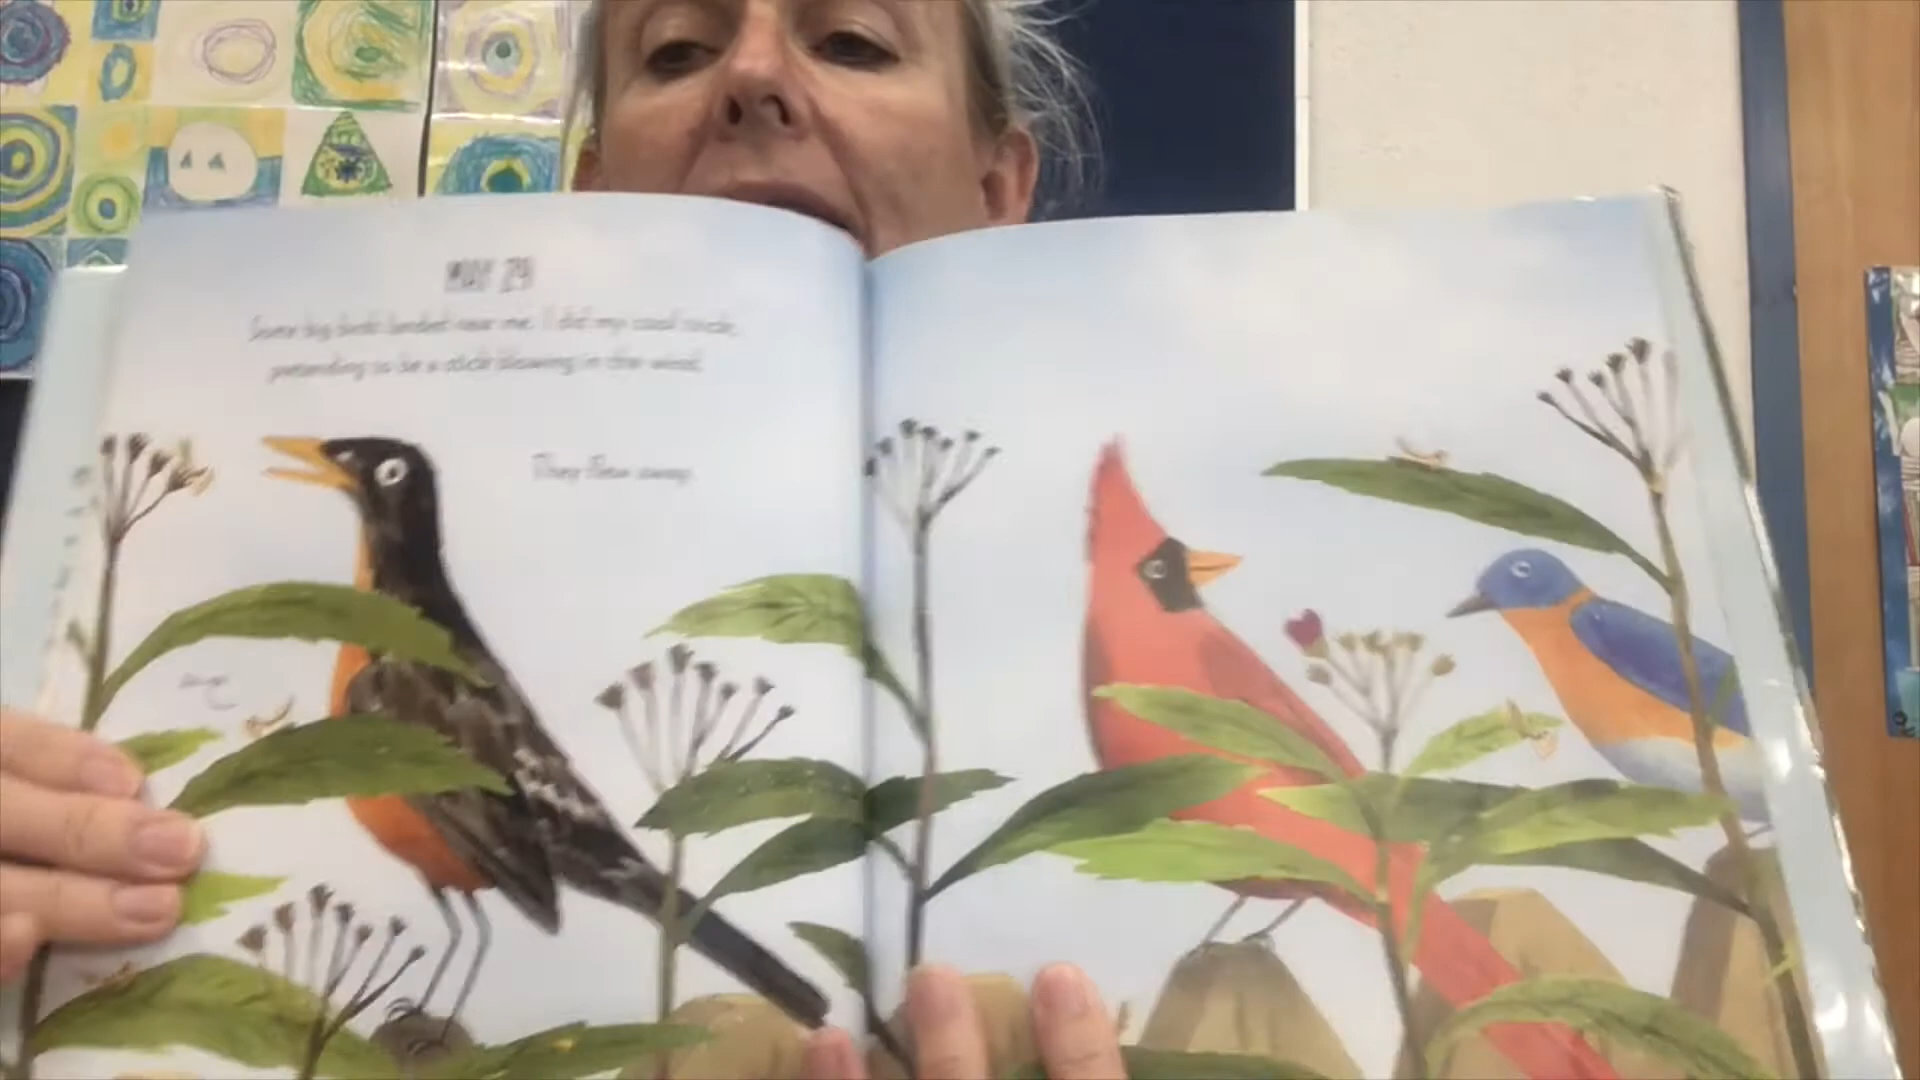 MAY 29
Some big birds landed near me. I did my cool trick,
pretending to be a stick blowing in the wind.
They flew away.